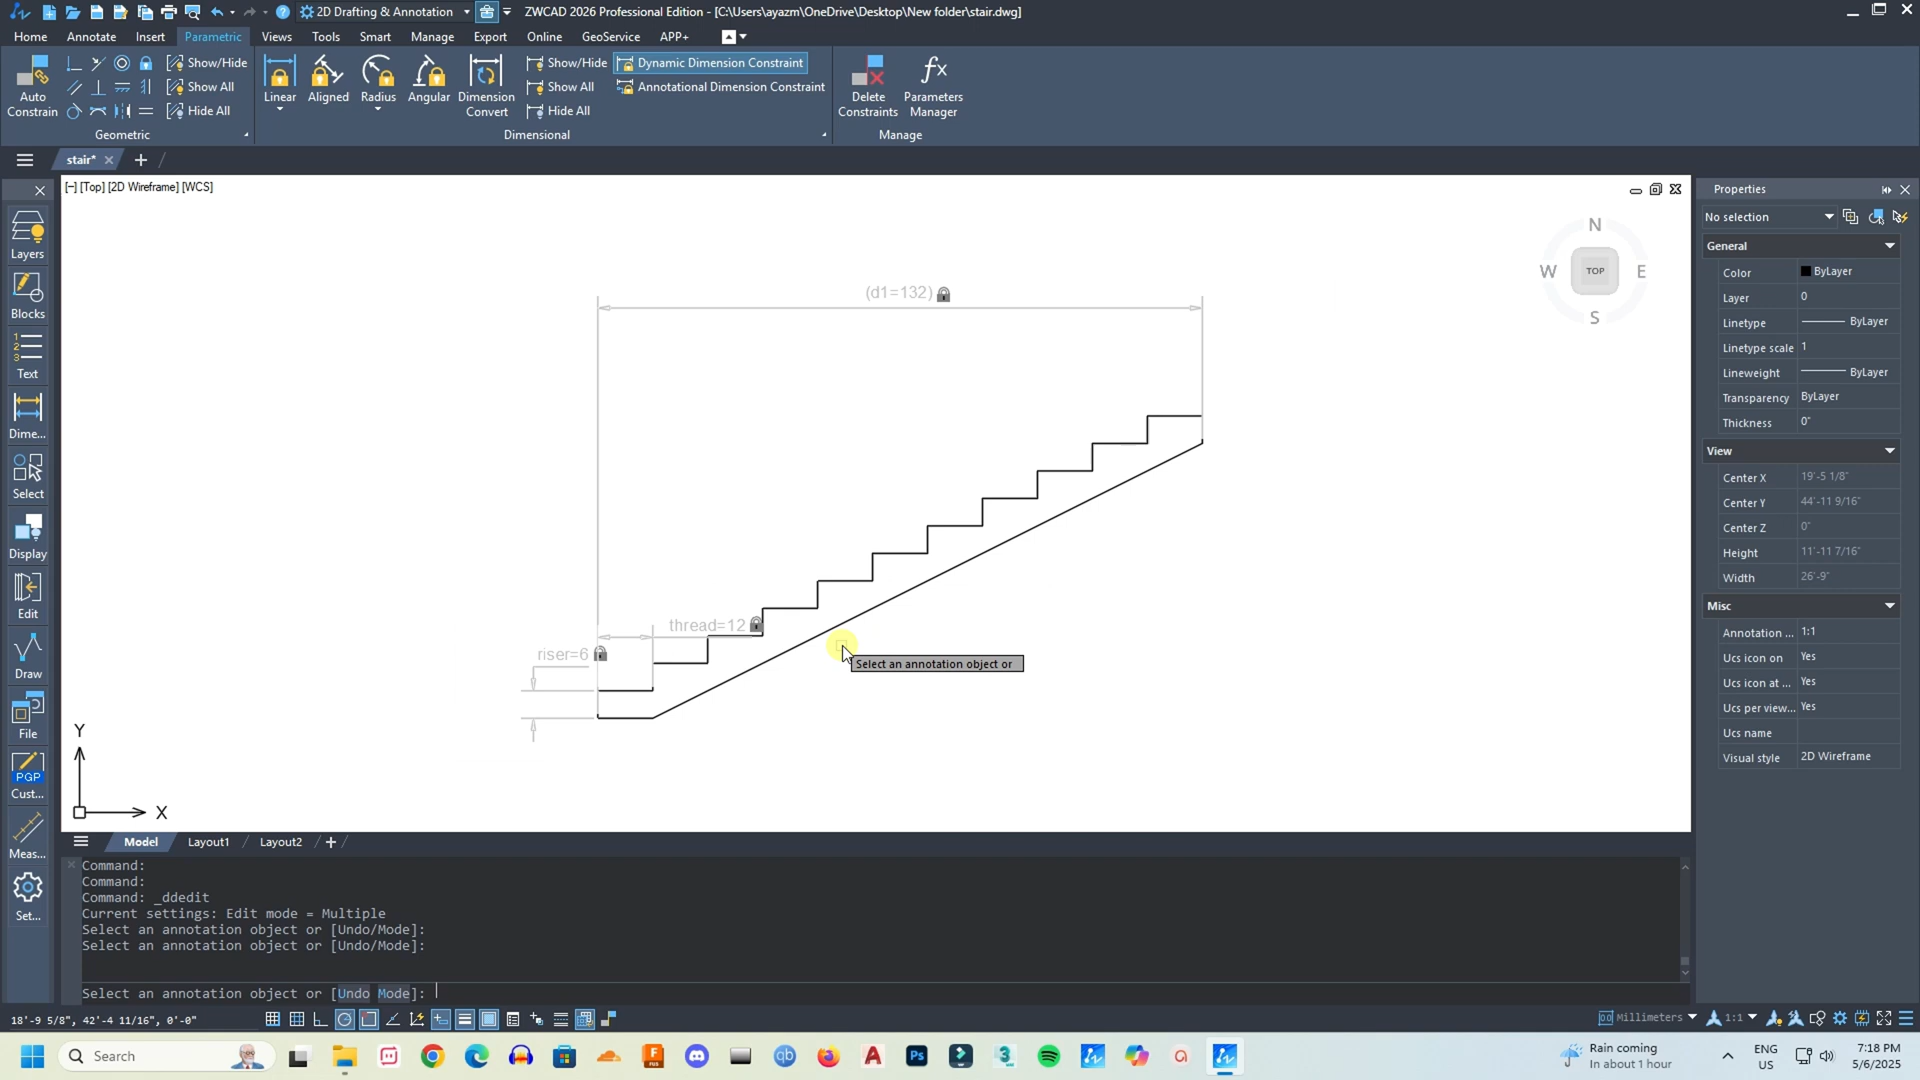 2D Drafting & Annotation
ZWCAD 2026 Professional Edition - [C:\Users\ayazm\OneDrive\Desktop\New folder\stair.dwg]
Home Annotate Insert Parametric Views Tools Smart Manage Export Online GeoService APP+
Auto Constrain
Show/Hide
Show All
Hide All
Geometric
Linear Aligned Radius Angular Dimension Convert
Show/Hide
Show All
Hide All
Dynamic Dimension Constraint
Annotational Dimension Constraint
Dimensional
Delete Constraints
Parameters Manager
Manage
stair*
[−] [Top] [2D Wireframe] [WCS]
Layers
Blocks
Text
Dime...
Select
Display
Edit
Draw
File
PGP
Cust...
Meas...
Set...
N
W TOP E
S
(d1=132)
thread=12
riser=6
Select an annotation object or
Y
X
Properties
No selection
General
Color ByLayer
Layer 0
Linetype ByLayer
Linetype scale 1
Lineweight ByLayer
Transparency ByLayer
Thickness 0"
View
Center X 19'-5 1/8"
Center Y 44'-11 9/16"
Center Z 0"
Height 11'-11 7/16"
Width 26'-9"
Misc
Annotation ... 1:1
Ucs icon on Yes
Ucs icon at ... Yes
Ucs per view... Yes
Ucs name
Visual style 2D Wireframe
Model Layout1 Layout2
Command:
Command:
Command: _ddedit
Current settings: Edit mode = Multiple
Select an annotation object or [Undo/Mode]:
Select an annotation object or [Undo/Mode]:
Select an annotation object or [Undo Mode]:
18'-9 5/8", 42'-4 11/16", 0'-0"
Millimeters 1:1
Search
Rain coming
In about 1 hour
ENG
US
7:18 PM
5/6/2025